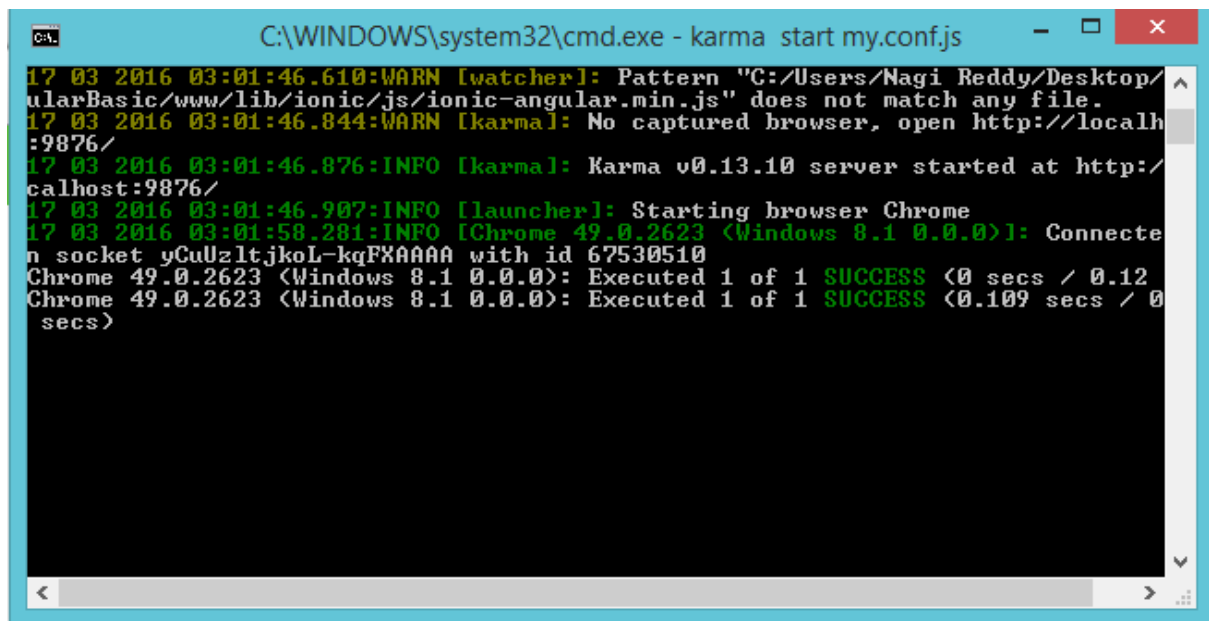 C:\WINDOWS\system32\cmd.exe - karma start my.conf.js
17 03 2016 03:01:46.610:WARN [watcher]: Pattern "C:/Users/Nagi Reddy/Desktop/
ularBasic/www/lib/ionic/js/ionic-angular.min.js" does not match any file.
17 03 2016 03:01:46.844:WARN [karma]: No captured browser, open http://localh
:9876/
17 03 2016 03:01:46.876:INFO [karma]: Karma v0.13.10 server started at http:/
calhost:9876/
17 03 2016 03:01:46.907:INFO [launcher]: Starting browser Chrome
17 03 2016 03:01:58.281:INFO [Chrome 49.0.2623 (Windows 8.1 0.0.0)]: Connecte
n socket yCuUzltjkoL-kqFXAAAA with id 67530510
Chrome 49.0.2623 (Windows 8.1 0.0.0): Executed 1 of 1 SUCCESS (0 secs / 0.12
Chrome 49.0.2623 (Windows 8.1 0.0.0): Executed 1 of 1 SUCCESS (0.109 secs / 0
secs)